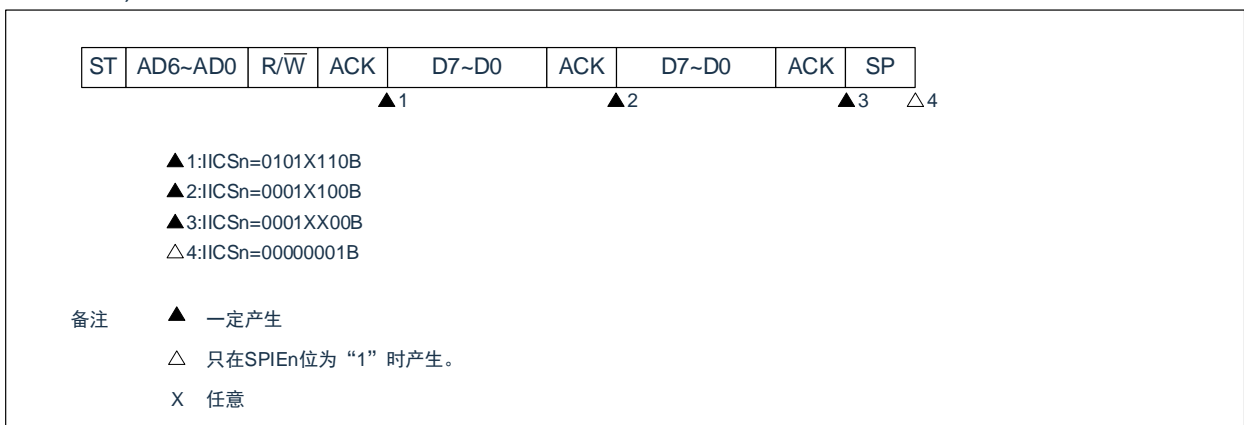 ST AD6~AD0 R/W̅ ACK D7~D0 ACK D7~D0 ACK SP
▲1 ▲2 ▲3 △4
▲1:IICSn=0101X110B
▲2:IICSn=0001X100B
▲3:IICSn=0001XX00B
△4:IICSn=00000001B
备注 ▲ 一定产生
△ 只在SPIEn位为“1”时产生。
X 任意